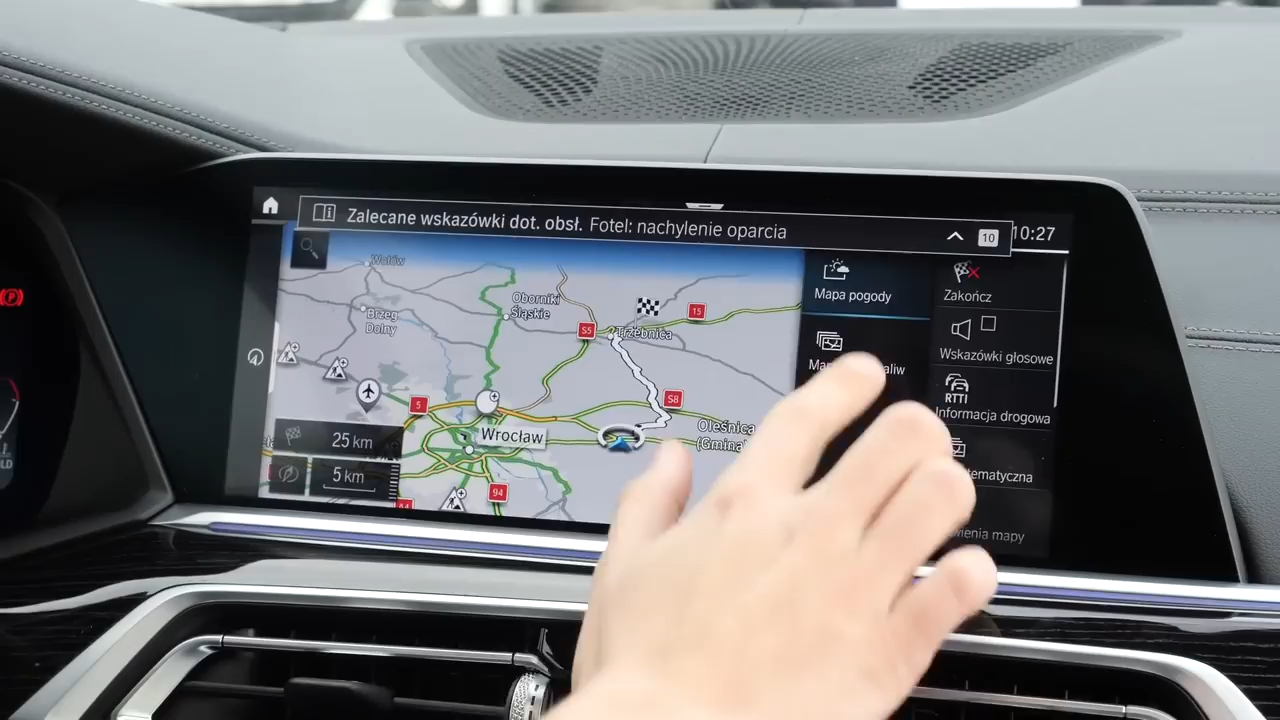 Zalecane wskazówki dot. obsł. Fotel: nachylenie oparcia
10
10:27
Wołów
Brzeg
Dolny
Oborniki
Śląskie
S5
Trzebnica
15
5
S8
Wrocław
Oleśnica
(Gmina)
94
25 km
5 km
Mapa pogody
Zakończ
Wskazówki głosowe
RTTI
Informacja drogowa
P